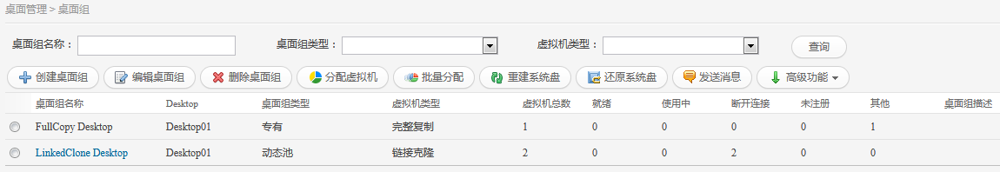 桌面管理 > 桌面组
桌面组名称： 桌面组类型： 虚拟机类型： 查询
创建桌面组 编辑桌面组 删除桌面组 分配虚拟机 批量分配 重建系统盘 还原系统盘 发送消息 高级功能
桌面组名称 Desktop 桌面组类型 虚拟机类型 虚拟机总数 就绪 使用中 断开连接 未注册 其他 桌面组描述
FullCopy Desktop Desktop01 专有 完整复制 1 0 0 0 0 1
LinkedClone Desktop Desktop01 动态池 链接克隆 2 0 0 2 0 0